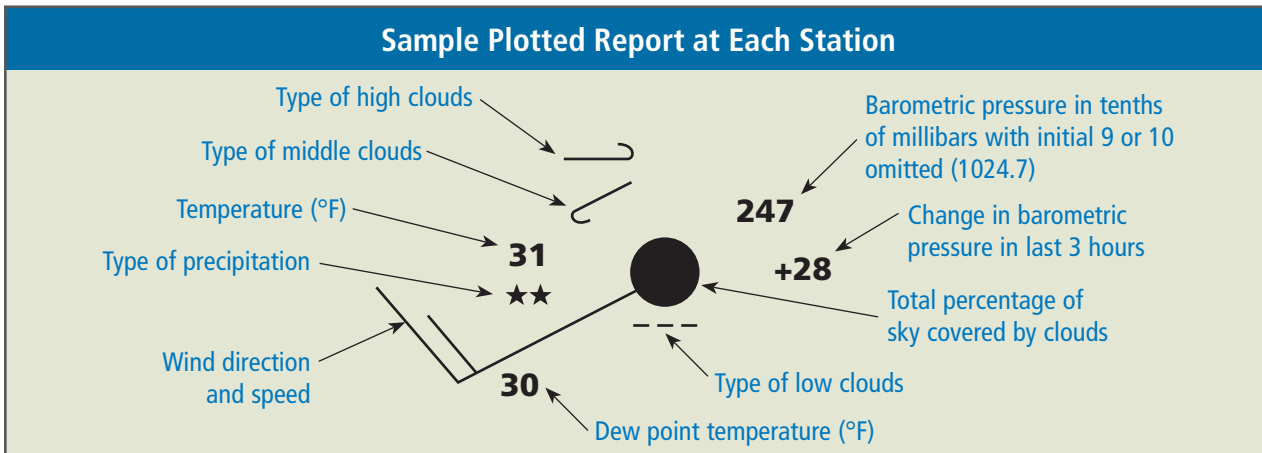 Sample Plotted Report at Each Station
Type of high clouds
Type of middle clouds
Temperature (°F)
Type of precipitation
Wind direction
and speed
31
30
247
+28
Barometric pressure in tenths
of millibars with initial 9 or 10
omitted (1024.7)
Change in barometric
pressure in last 3 hours
Total percentage of
sky covered by clouds
Type of low clouds
Dew point temperature (°F)